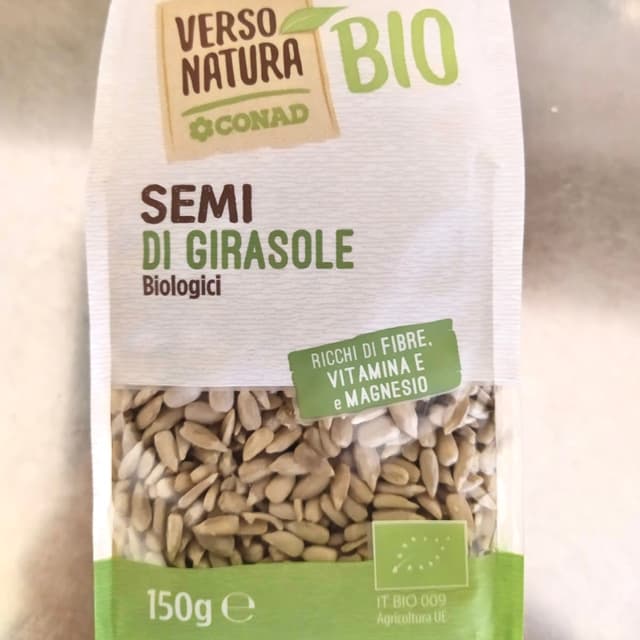 VERSO
NATURA
CONAD
BIO
SEMI
DI GIRASOLE
Biologici
RICCHI DI FIBRE,
VITAMINA E
e MAGNESIO
150g ℮
IT BIO 009
Agricoltura UE